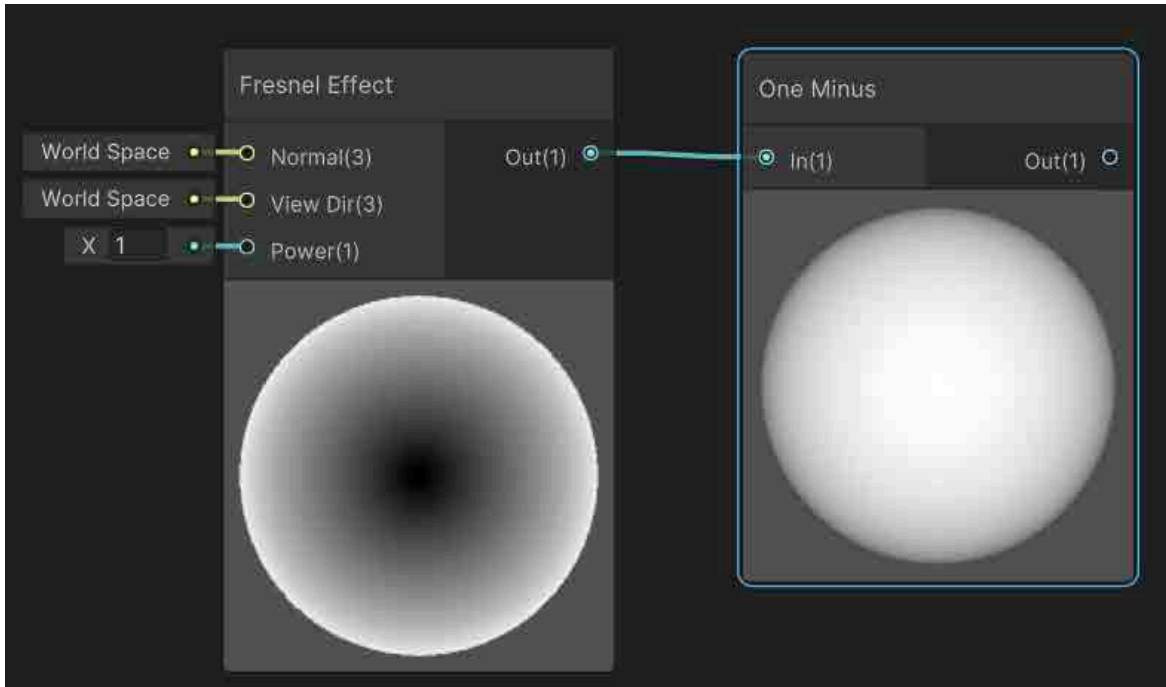 Fresnel Effect
World Space
Normal(3)
Out(1)
World Space
View Dir(3)
X 1
Power(1)
One Minus
In(1)
Out(1)